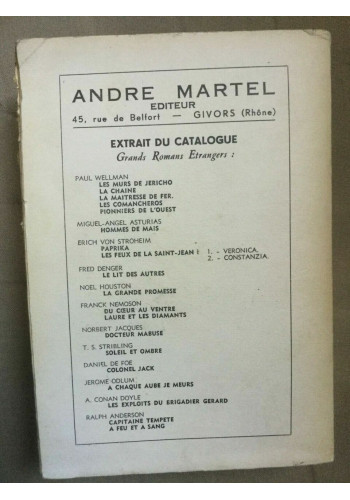 ANDRE MARTEL
EDITEUR
45, rue de Belfort — GIVORS (Rhône)
EXTRAIT DU CATALOGUE
Grands Romans Etrangers :
PAUL WELLMAN
LES MURS DE JERICHO
LA CHAINE
LA MAITRESSE DE FER.
LES COMANCHEROS
PIONNIERS DE L'OUEST
MIGUEL-ANGEL ASTURIAS
HOMMES DE MAIS
ERICH VON STROHEIM
PAPRIKA
LES FEUX DE LA SAINT-JEAN : 1. - VERONICA.
2. - CONSTANZIA.
FRED DENGER
LE LIT DES AUTRES
NOEL HOUSTON
LA GRANDE PROMESSE
FRANCK NEMOSON
DU CŒUR AU VENTRE
LAURE ET LES DIAMANTS
NORBERT JACQUES
DOCTEUR MABUSE
T. S. STRIBLING
SOLEIL ET OMBRE
DANIEL DE FOE
COLONEL JACK
JEROME ODLUM
A CHAQUE AUBE JE MEURS
A. CONAN DOYLE
LES EXPLOITS DU BRIGADIER GERARD
RALPH ANDERSON
CAPITAINE TEMPETE
A FEU ET A SANG